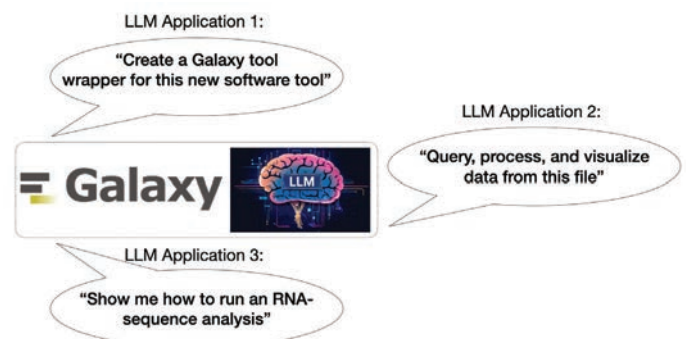 LLM Application 1:
“Create a Galaxy tool
wrapper for this new software tool”
LLM Application 2:
“Query, process, and visualize
data from this file”
Galaxy
LLM
LLM Application 3:
“Show me how to run an RNA-
sequence analysis”